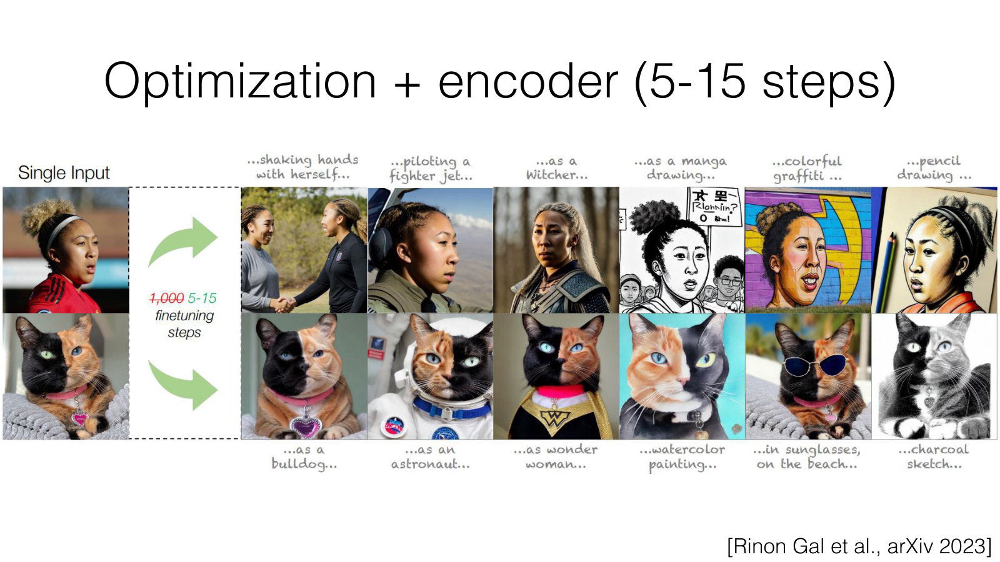 Optimization + encoder (5-15 steps)
Single Input
...shaking hands
with herself...
...piloting a
fighter jet...
...as a
Witcher...
...as a manga
drawing...
...colorful
graffiti ...
...pencil
drawing ...
1,000 5-15
finetuning
steps
...as a
bulldog...
...as an
astronaut...
...as wonder
woman...
...watercolor
painting...
...in sunglasses,
on the beach...
...charcoal
sketch...
[Rinon Gal et al., arXiv 2023]